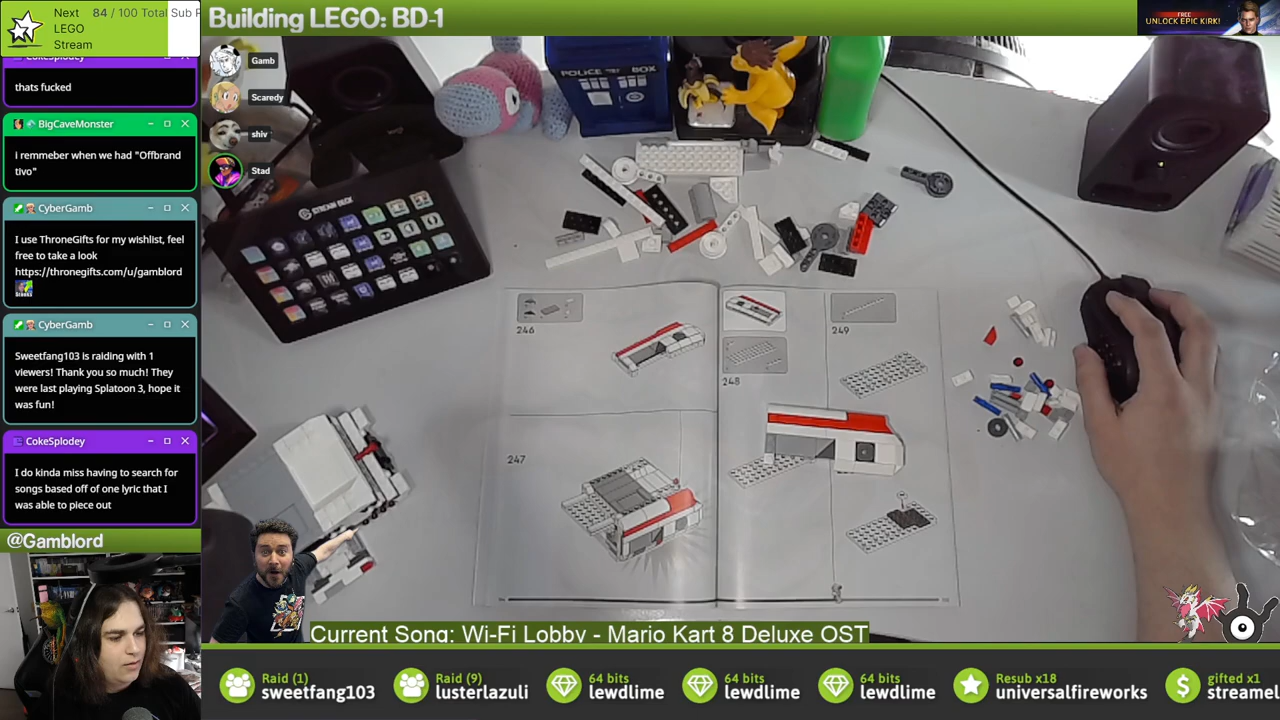 Next
LEGO
Stream
84 / 100 Total Sub P
Building LEGO: BD-1
FREE
UNLOCK EPIC KIRK!
CokeSplodey
thats fucked
BigCaveMonster
i remmeber when we had "Offbrand
tivo"
CyberGamb
I use ThroneGifts for my wishlist, feel
free to take a look
https://thronegifts.com/u/gamblord
CyberGamb
Sweetfang103 is raiding with 1
viewers! Thank you so much! They
were last playing Splatoon 3, hope it
was fun!
CokeSplodey
I do kinda miss having to search for
songs based off of one lyric that I
was able to piece out
@Gamblord
Gamb
Scaredy
shiv
Stad
POLICE BOX
STREAM DECK
246
247
248
249
Current Song: Wi-Fi Lobby - Mario Kart 8 Deluxe OST
Raid (1)
sweetfang103
Raid (9)
lusterlazuli
64 bits
lewdlime
64 bits
lewdlime
64 bits
lewdlime
Resub x18
universalfireworks
gifted x1
streamel